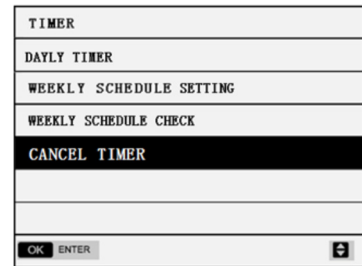 TIMER
DAYLY TIMER
WEEKLY SCHEDULE SETTING
WEEKLY SCHEDULE CHECK
CANCEL TIMER
OK ENTER